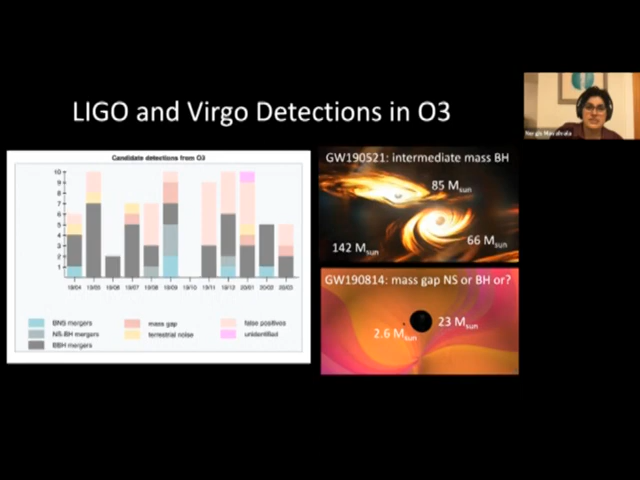 LIGO and Virgo Detections in O3
Nergis Mavalvala
Candidate detections from O3
10
9
8
7
6
5
4
3
2
1
19/04 19/05 19/06 19/07 19/08 19/09 19/10 19/11 19/12 20/01 20/02 20/03
BNS mergers
NS-BH mergers
BBH mergers
mass gap
terrestrial noise
false positives
unidentified
GW190521: intermediate mass BH
85 Msun
66 Msun
142 Msun
GW190814: mass gap NS or BH or?
23 Msun
2.6 Msun